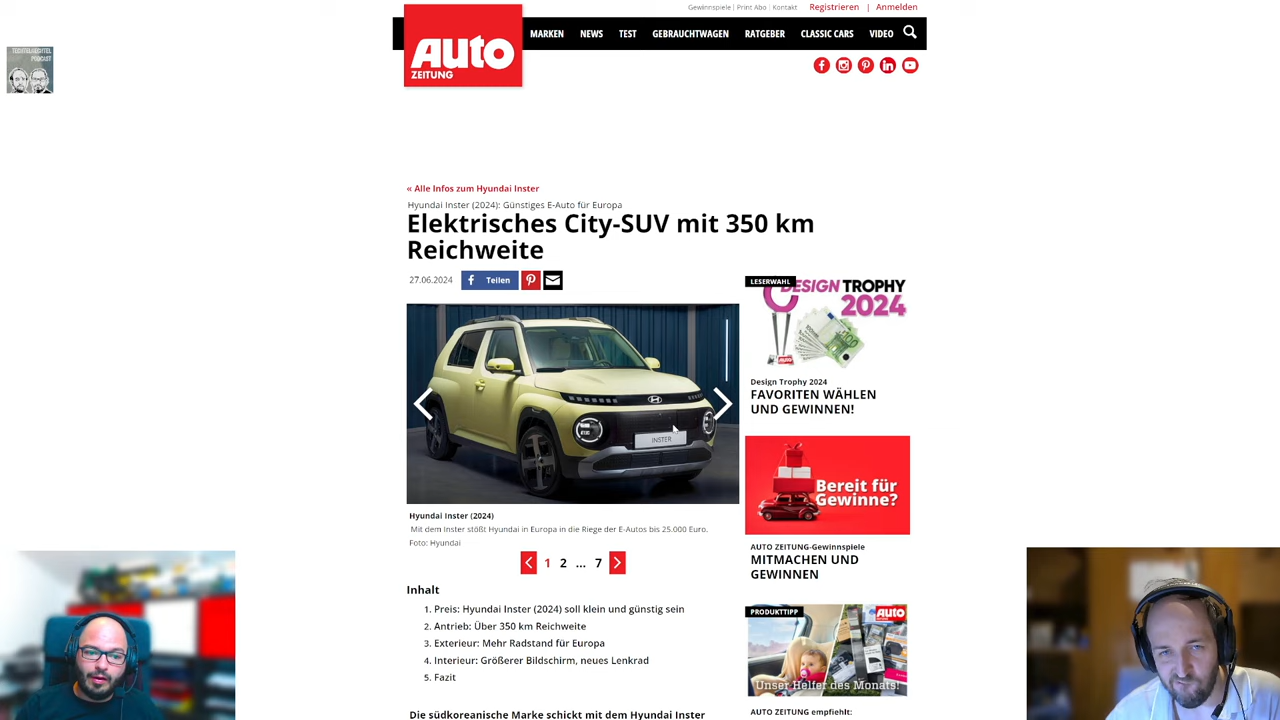 Gewinnspiele | Print Abo | Kontakt
Registrieren | Anmelden
TEUFELSKERTEL
PODCAST
Auto
ZEITUNG
MARKEN NEWS TEST GEBRAUCHTWAGEN RATGEBER CLASSIC CARS VIDEO
« Alle Infos zum Hyundai Inster
Hyundai Inster (2024): Günstiges E-Auto für Europa
Elektrisches City-SUV mit 350 km
Reichweite
27.06.2024
Teilen
INSTER
Hyundai Inster (2024)
Mit dem Inster stößt Hyundai in Europa in die Riege der E-Autos bis 25.000 Euro.
Foto: Hyundai
1 2 ... 7
Inhalt
1. Preis: Hyundai Inster (2024) soll klein und günstig sein
2. Antrieb: Über 350 km Reichweite
3. Exterieur: Mehr Radstand für Europa
4. Interieur: Größerer Bildschirm, neues Lenkrad
5. Fazit
Die südkoreanische Marke schickt mit dem Hyundai Inster
LESERWAHL
DESIGN TROPHY
2024
Design Trophy 2024
FAVORITEN WÄHLEN
UND GEWINNEN!
Bereit für
Gewinne?
AUTO ZEITUNG-Gewinnspiele
MITMACHEN UND
GEWINNEN
PRODUKTTIPP
Auto
Unser Helfer des Monats!
AUTO ZEITUNG empfiehlt: